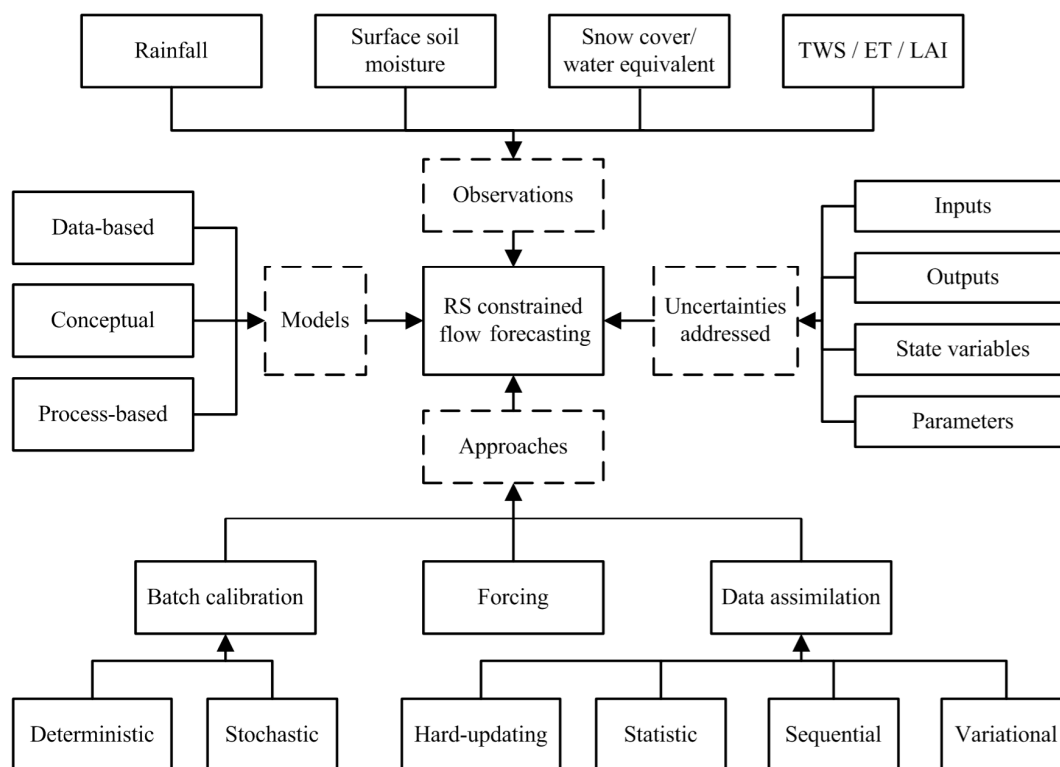 Rainfall
Surface soil
moisture
Snow cover/
water equivalent
TWS / ET / LAI
Observations
Data-based
Conceptual
Process-based
Models
RS constrained
flow forecasting
Uncertainties
addressed
Inputs
Outputs
State variables
Parameters
Approaches
Batch calibration
Forcing
Data assimilation
Deterministic
Stochastic
Hard-updating
Statistic
Sequential
Variational